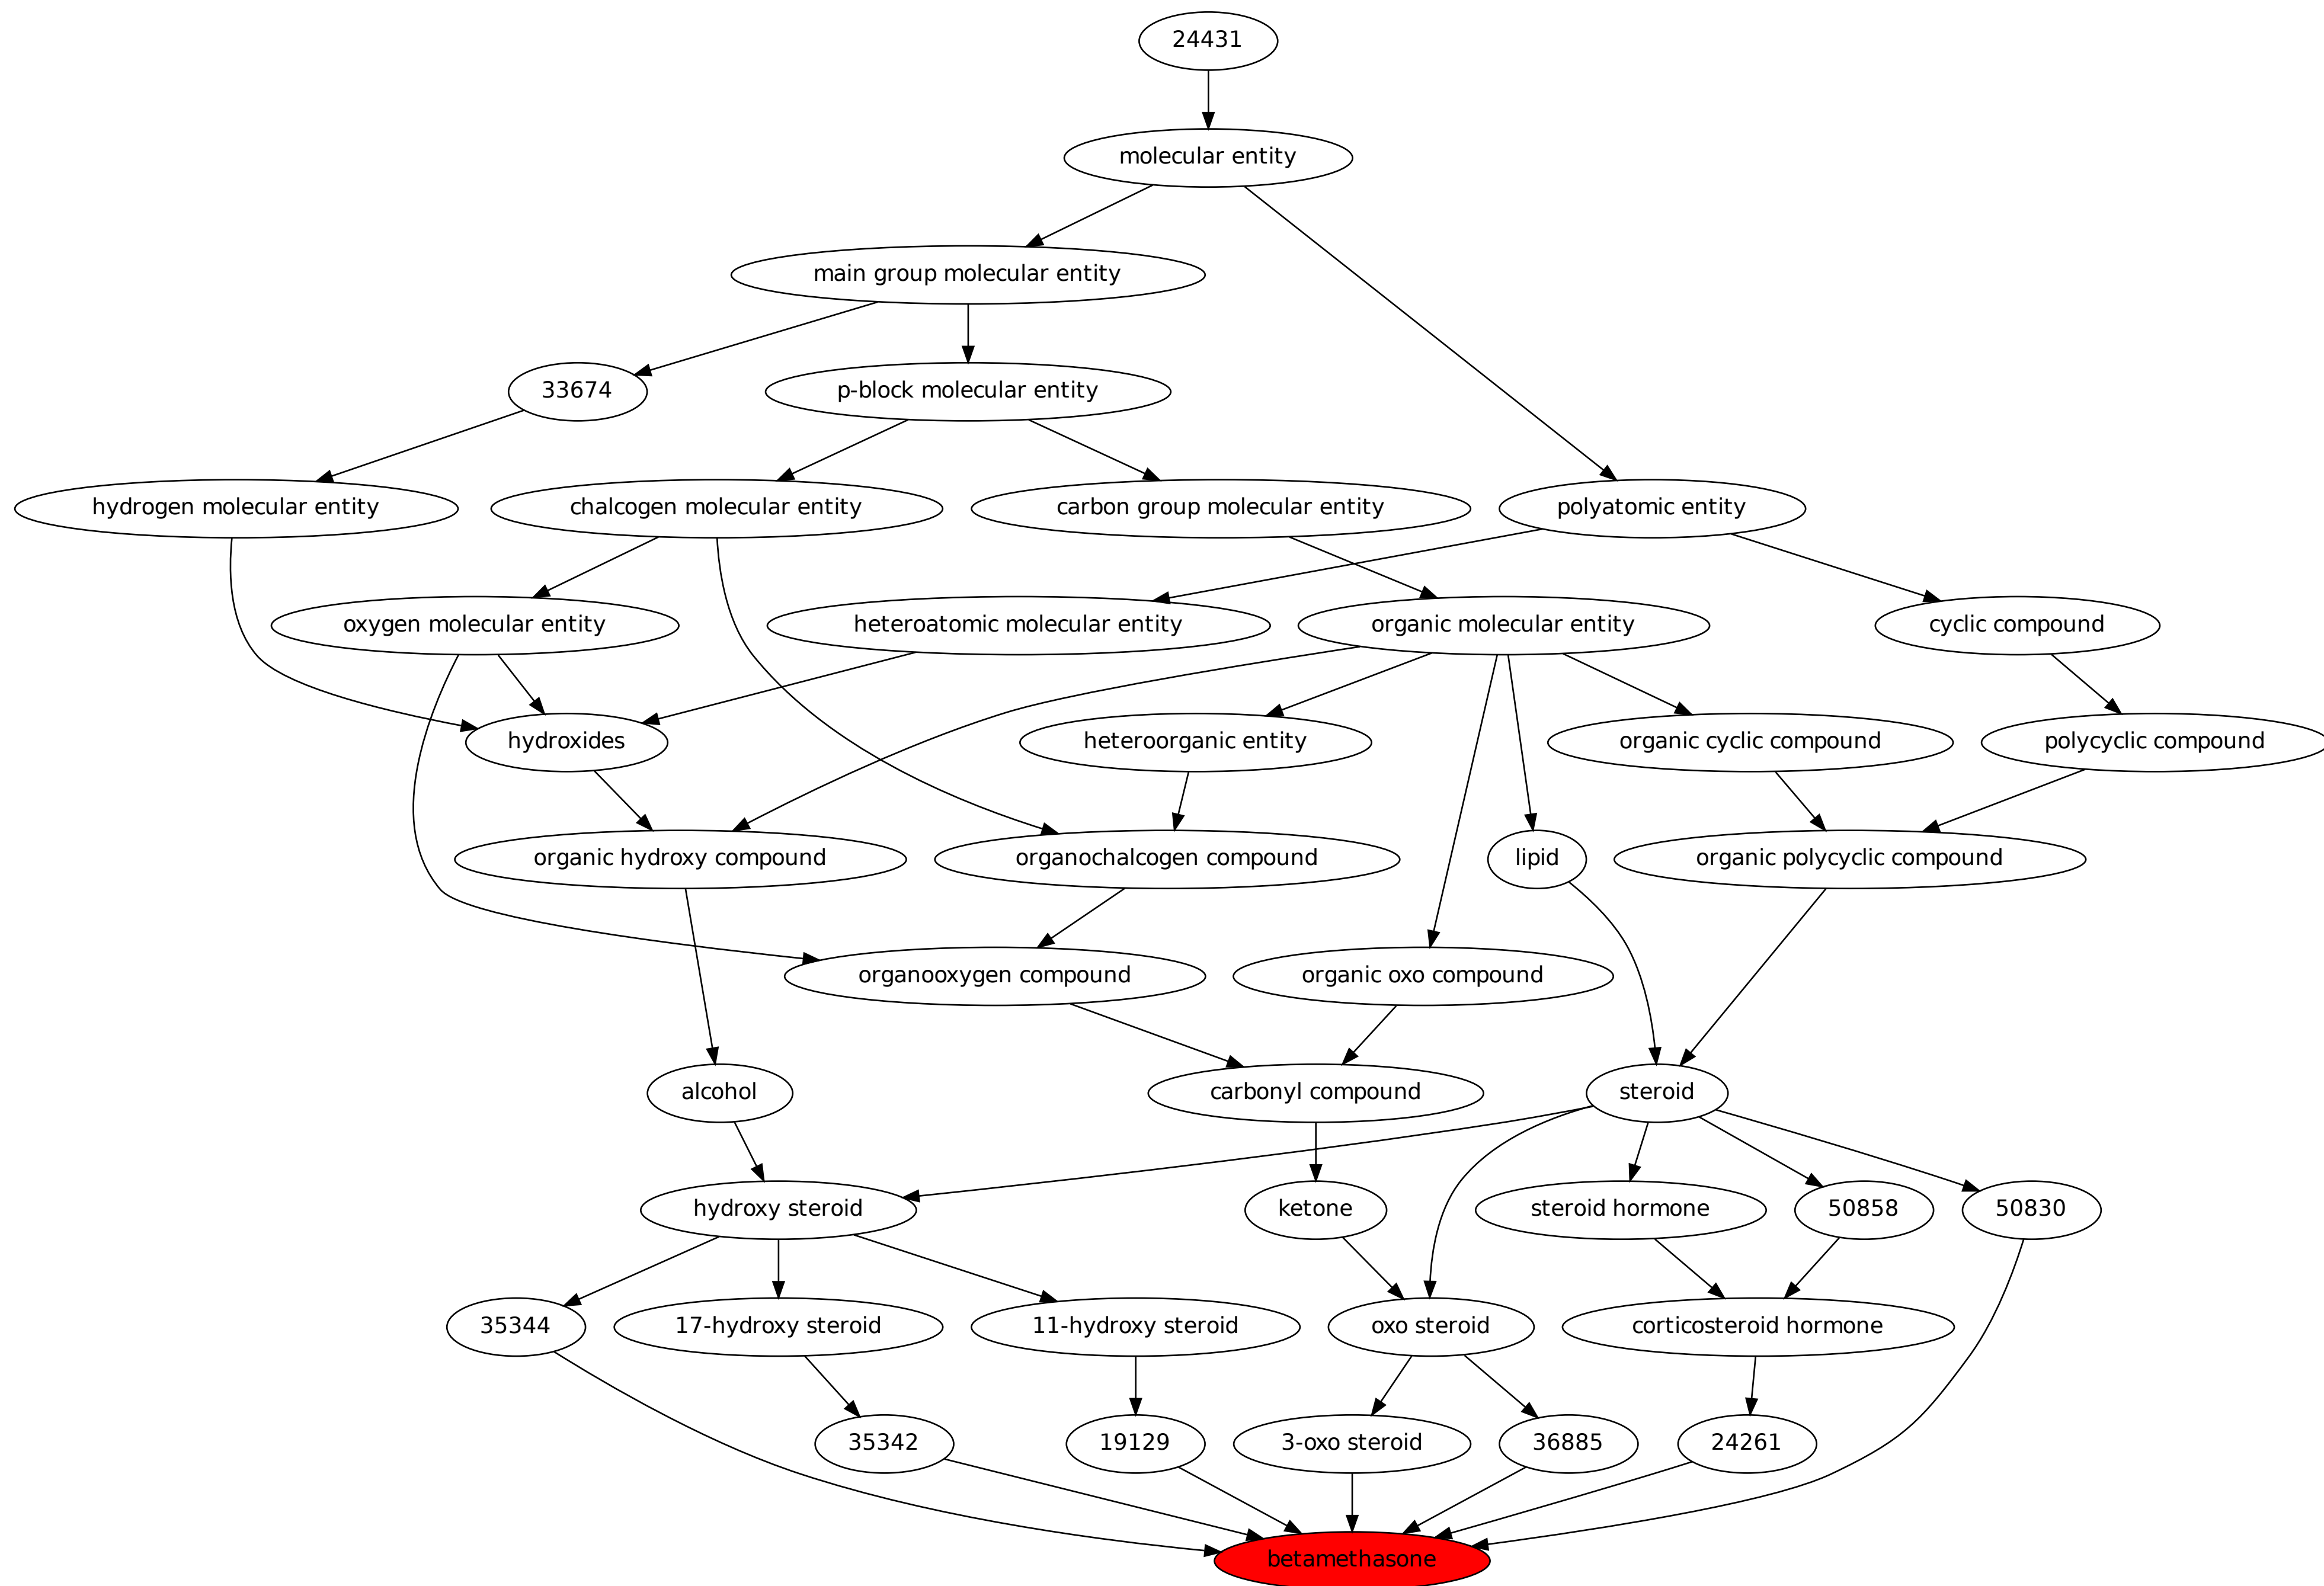 24431
molecular entity
main group molecular entity
33674
p-block molecular entity
hydrogen molecular entity
chalcogen molecular entity
carbon group molecular entity
polyatomic entity
oxygen molecular entity
heteroatomic molecular entity
organic molecular entity
cyclic compound
hydroxides
heteroorganic entity
organic cyclic compound
polycyclic compound
organic hydroxy compound
organochalcogen compound
lipid
organic polycyclic compound
organooxygen compound
organic oxo compound
alcohol
carbonyl compound
steroid
hydroxy steroid
ketone
steroid hormone
50858
50830
35344
17-hydroxy steroid
11-hydroxy steroid
oxo steroid
corticosteroid hormone
35342
19129
3-oxo steroid
36885
24261
betamethasone